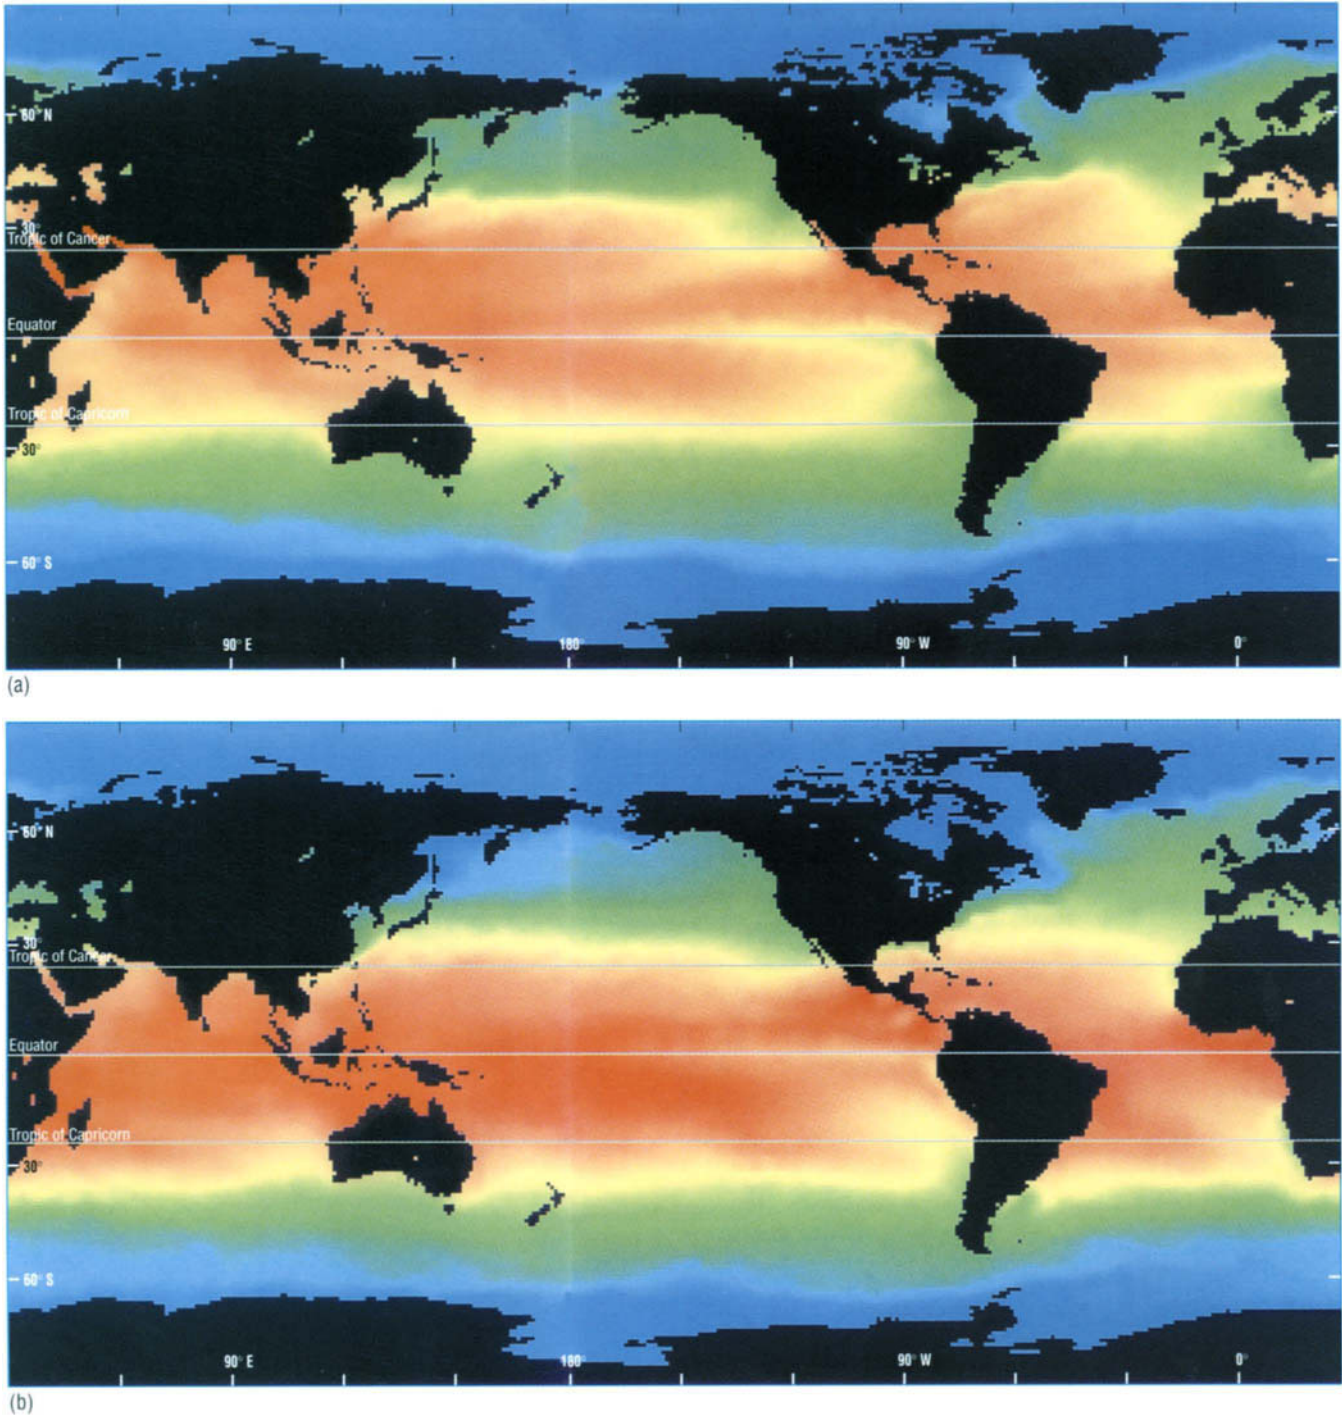 60° N
30°
Tropic of Cancer
Equator
Tropic of Capricorn
30°
60° S
90° E
180°
90° W
0°
(a)
60° N
30°
Tropic of Cancer
Equator
Tropic of Capricorn
30°
60° S
90° E
180°
90° W
0°
(b)